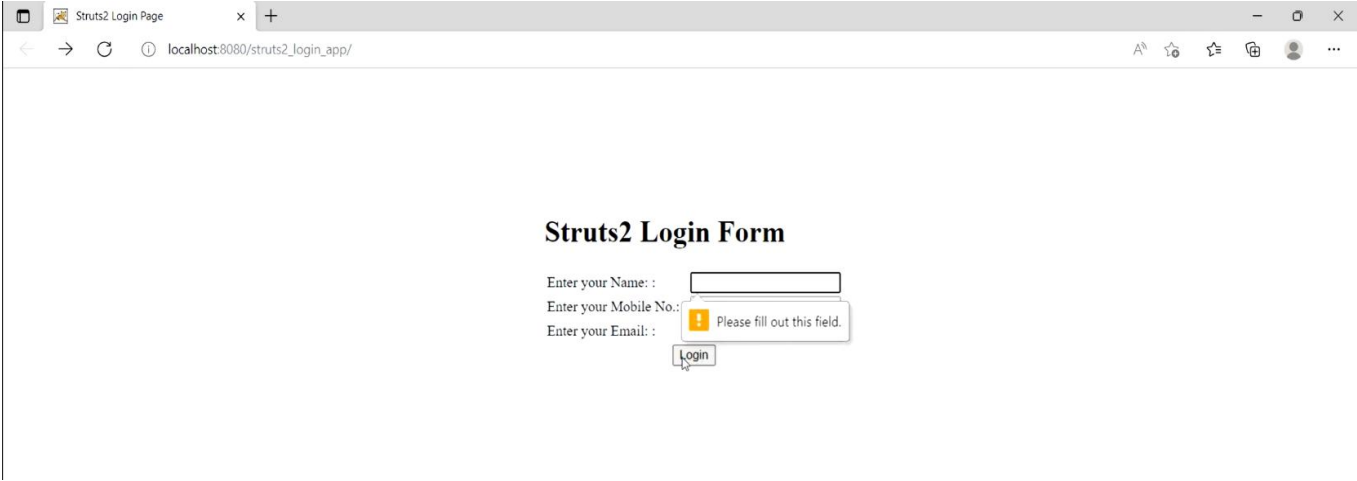 Struts2 Login Page
localhost:8080/struts2_login_app/
Struts2 Login Form
Enter your Name: :
Enter your Mobile No.:
Please fill out this field.
Enter your Email: :
Login